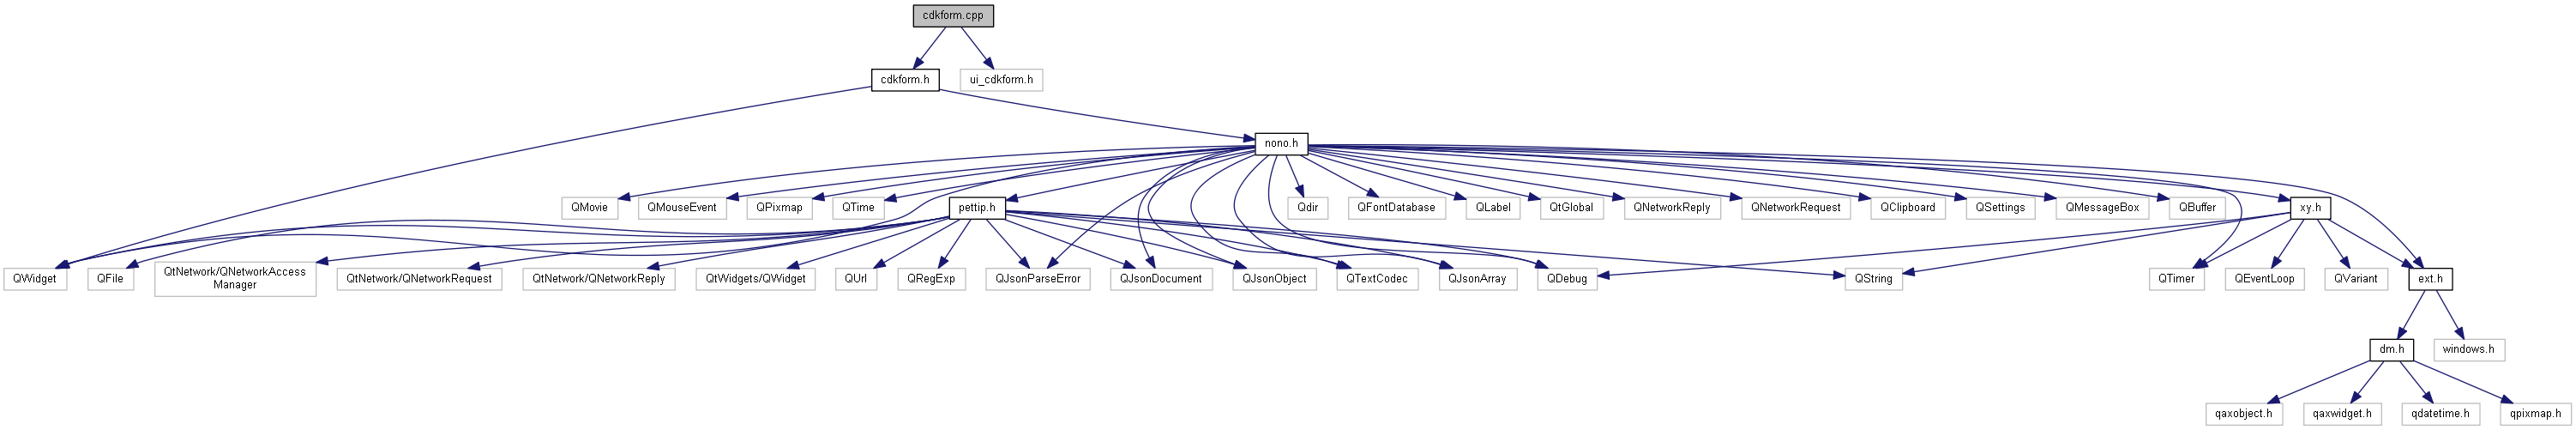 cdkform.cpp
cdkform.h
ui_cdkform.h
nono.h
QMovie
QMouseEvent
QPixmap
QTime
pettip.h
Qdir
QFontDatabase
QLabel
QtGlobal
QNetworkReply
QNetworkRequest
QClipboard
QSettings
QMessageBox
QBuffer
xy.h
QWidget
QFile
QtNetwork/QNetworkAccess
Manager
QtNetwork/QNetworkRequest
QtNetwork/QNetworkReply
QtWidgets/QWidget
QUrl
QRegExp
QJsonParseError
QJsonDocument
QJsonObject
QTextCodec
QJsonArray
QDebug
QString
QTimer
QEventLoop
QVariant
ext.h
dm.h
windows.h
qaxobject.h
qaxwidget.h
qdatetime.h
qpixmap.h